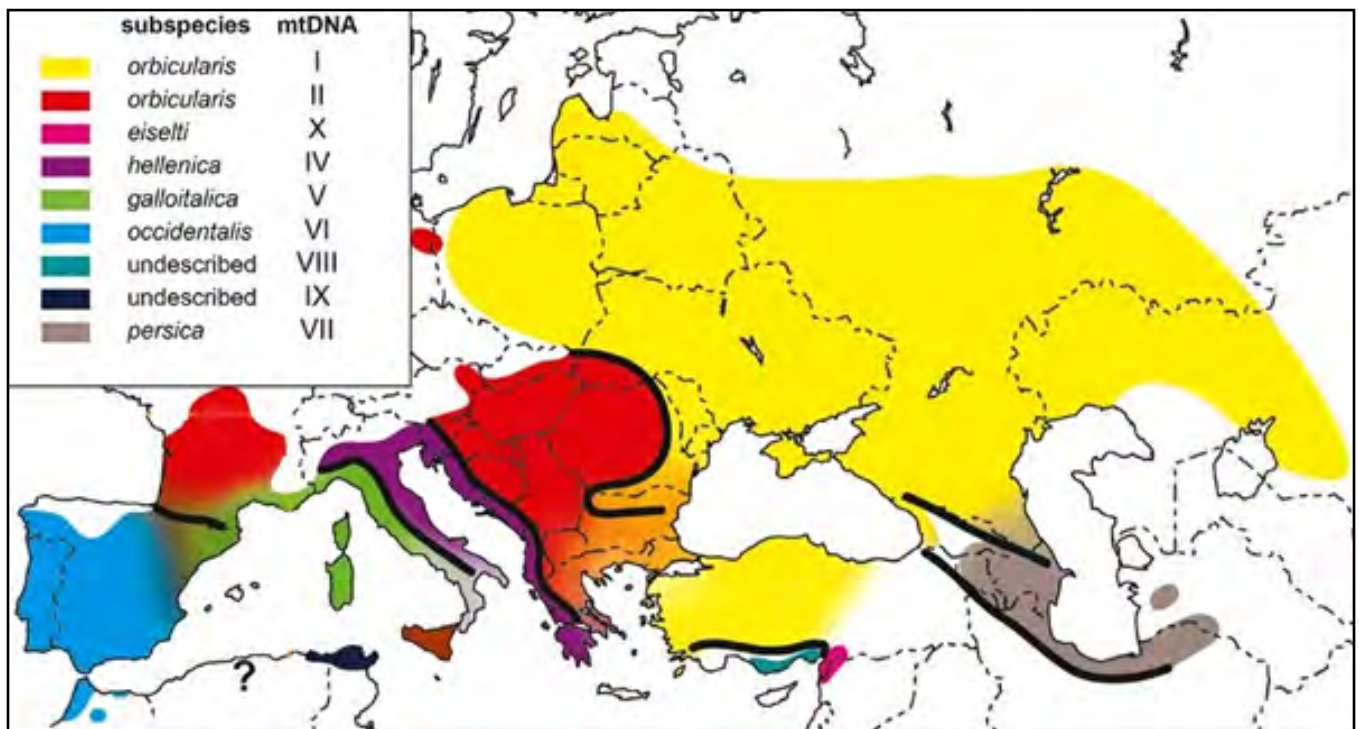 subspecies mtDNA
orbicularis I
orbicularis II
eiselti X
hellenica IV
galloitalica V
occidentalis VI
undescribed VIII
undescribed IX
persica VII
?